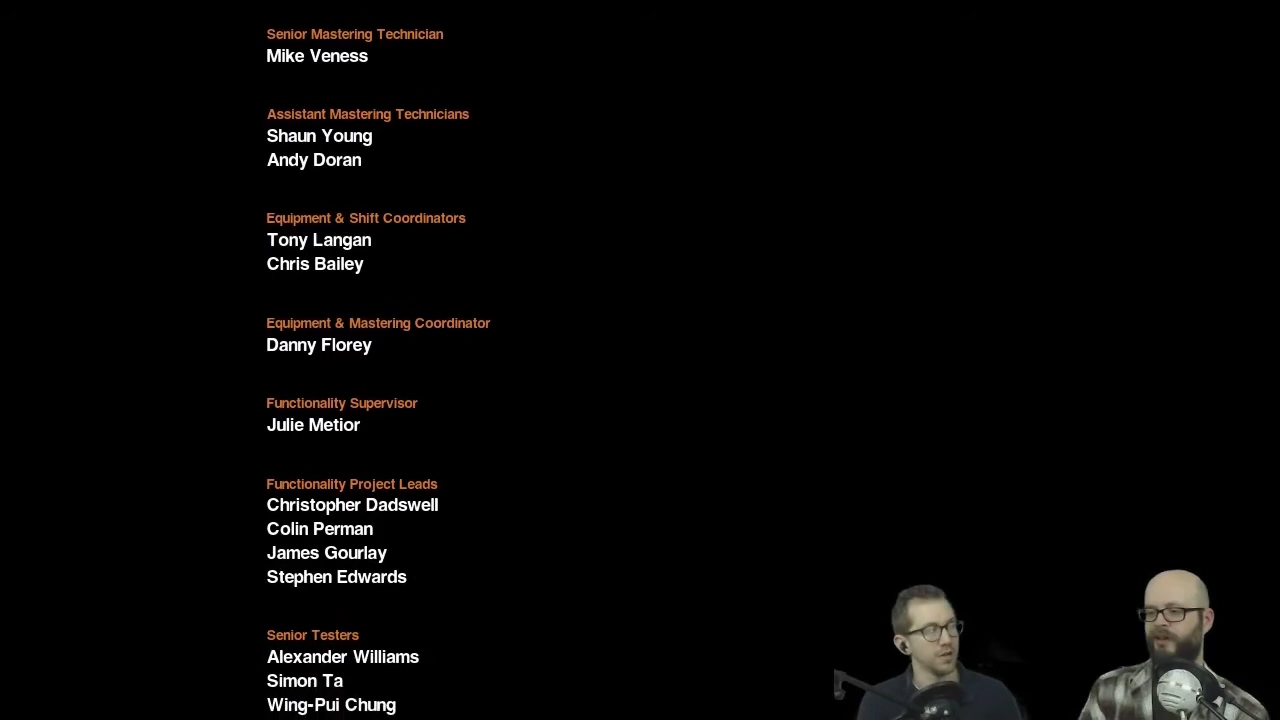 Senior Mastering Technician
Mike Veness
Assistant Mastering Technicians
Shaun Young
Andy Doran
Equipment & Shift Coordinators
Tony Langan
Chris Bailey
Equipment & Mastering Coordinator
Danny Florey
Functionality Supervisor
Julie Metior
Functionality Project Leads
Christopher Dadswell
Colin Perman
James Gourlay
Stephen Edwards
Senior Testers
Alexander Williams
Simon Ta
Wing-Pui Chung